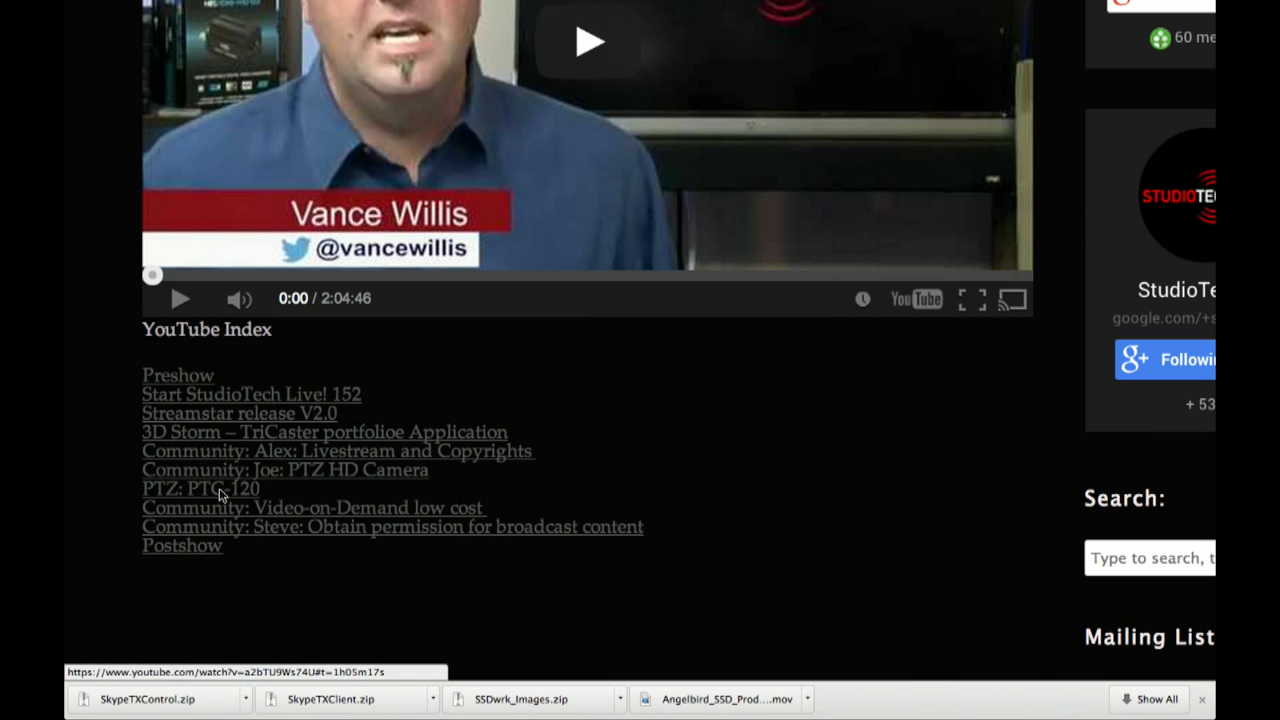 60 me
STUDIOTEC
Vance Willis
@vancewillis
0:00 / 2:04:46
YouTube
StudioTe
google.com/+s
g+ Followin
+ 53
YouTube Index
Preshow
Start StudioTech Live! 152
Streamstar release V2.0
3D Storm – TriCaster portfolioe Application
Community: Alex: Livestream and Copyrights
Community: Joe: PTZ HD Camera
PTZ: PTC-120
Community: Video-on-Demand low cost
Community: Steve: Obtain permission for broadcast content
Postshow
Search:
Type to search, t
Mailing List
https://www.youtube.com/watch?v=a2bTU9Ws74U#t=1h05m17s
SkypeTXControl.zip
SkypeTXClient.zip
SSDwrk_Images.zip
Angelbird_SSD_Prod....mov
Show All